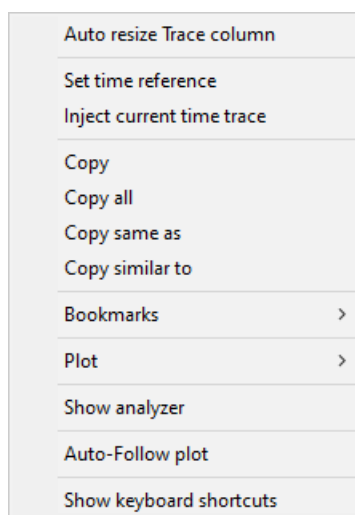 Auto resize Trace column
Set time reference
Inject current time trace
Copy
Copy all
Copy same as
Copy similar to
Bookmarks
Plot
Show analyzer
Auto-Follow plot
Show keyboard shortcuts